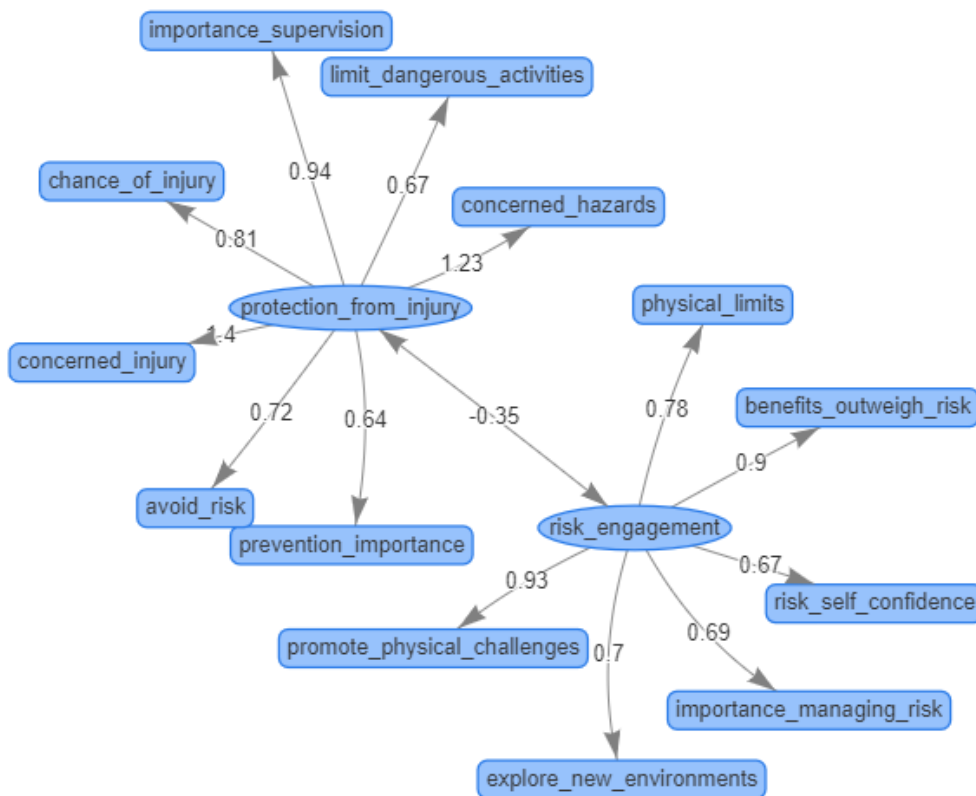 importance_supervision
limit_dangerous_activities
0.94
0.67
chance_of_injury
concerned_hazards
0.81
1.23
protection_from_injury
physical_limits
1.4
concerned_injury
0.72
0.64
-0.35
0.78
benefits_outweigh_risk
0.9
avoid_risk
prevention_importance
risk_engagement
0.67
0.93
risk_self_confidence
0.69
promote_physical_challenges
0.7
importance_managing_risk
explore_new_environments